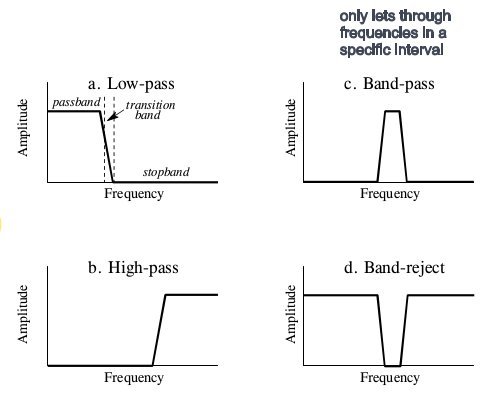 only lets through
frequencies in a
specific interval
a. Low-pass
passband
transition
band
stopband
Amplitude
Frequency
c. Band-pass
Amplitude
Frequency
b. High-pass
Amplitude
Frequency
d. Band-reject
Amplitude
Frequency